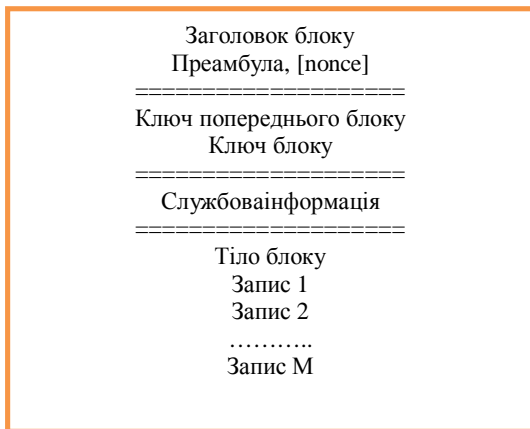 Заголовок блоку
Преамбула, [nonce]
====================
Ключ попереднього блоку
Ключ блоку
====================
Службоваінформація
====================
Тіло блоку
Запис 1
Запис 2
………..
Запис М